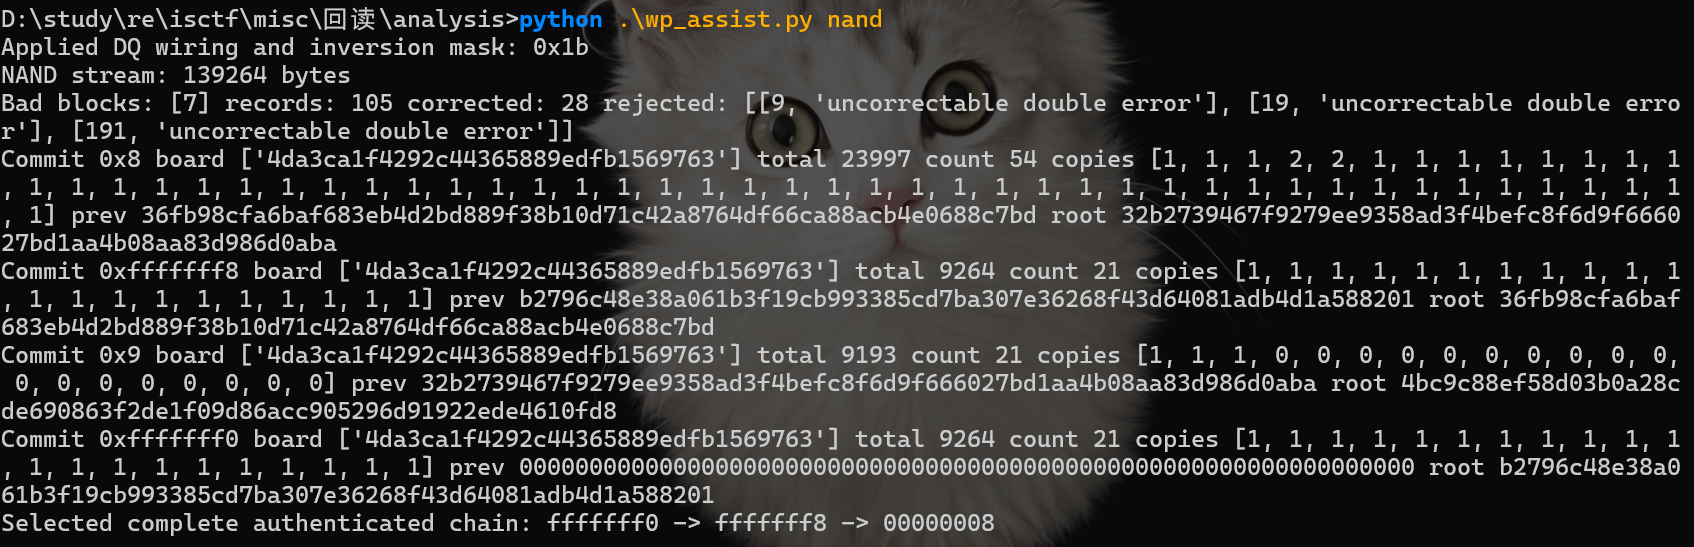 D:\study\re\isctf\misc\回读\analysis>python .\wp_assist.py nand
Applied DQ wiring and inversion mask: 0x1b
NAND stream: 139264 bytes
Bad blocks: [7] records: 105 corrected: 28 rejected: [[9, 'uncorrectable double error'], [19, 'uncorrectable double erro
r'], [191, 'uncorrectable double error']]
Commit 0x8 board ['4da3ca1f4292c44365889edfb1569763'] total 23997 count 54 copies [1, 1, 1, 2, 2, 1, 1, 1, 1, 1, 1, 1, 1
, 1, 1, 1, 1, 1, 1, 1, 1, 1, 1, 1, 1, 1, 1, 1, 1, 1, 1, 1, 1, 1, 1, 1, 1, 1, 1, 1, 1, 1, 1, 1, 1, 1, 1, 1, 1, 1, 1, 1, 1
, 1] prev 36fb98cfa6baf683eb4d2bd889f38b10d71c42a8764df66ca88acb4e0688c7bd root 32b2739467f9279ee9358ad3f4befc8f6d9f6660
27bd1aa4b08aa83d986d0aba
Commit 0xfffffff8 board ['4da3ca1f4292c44365889edfb1569763'] total 9264 count 21 copies [1, 1, 1, 1, 1, 1, 1, 1, 1, 1, 1
, 1, 1, 1, 1, 1, 1, 1, 1, 1, 1] prev b2796c48e38a061b3f19cb993385cd7ba307e36268f43d64081adb4d1a588201 root 36fb98cfa6baf
683eb4d2bd889f38b10d71c42a8764df66ca88acb4e0688c7bd
Commit 0x9 board ['4da3ca1f4292c44365889edfb1569763'] total 9193 count 21 copies [1, 1, 1, 0, 0, 0, 0, 0, 0, 0, 0, 0, 0,
 0, 0, 0, 0, 0, 0, 0, 0] prev 32b2739467f9279ee9358ad3f4befc8f6d9f666027bd1aa4b08aa83d986d0aba root 4bc9c88ef58d03b0a28c
de690863f2de1f09d86acc905296d91922ede4610fd8
Commit 0xfffffff0 board ['4da3ca1f4292c44365889edfb1569763'] total 9264 count 21 copies [1, 1, 1, 1, 1, 1, 1, 1, 1, 1, 1
, 1, 1, 1, 1, 1, 1, 1, 1, 1, 1] prev 0000000000000000000000000000000000000000000000000000000000000000 root b2796c48e38a0
61b3f19cb993385cd7ba307e36268f43d64081adb4d1a588201
Selected complete authenticated chain: fffffff0 -> fffffff8 -> 00000008